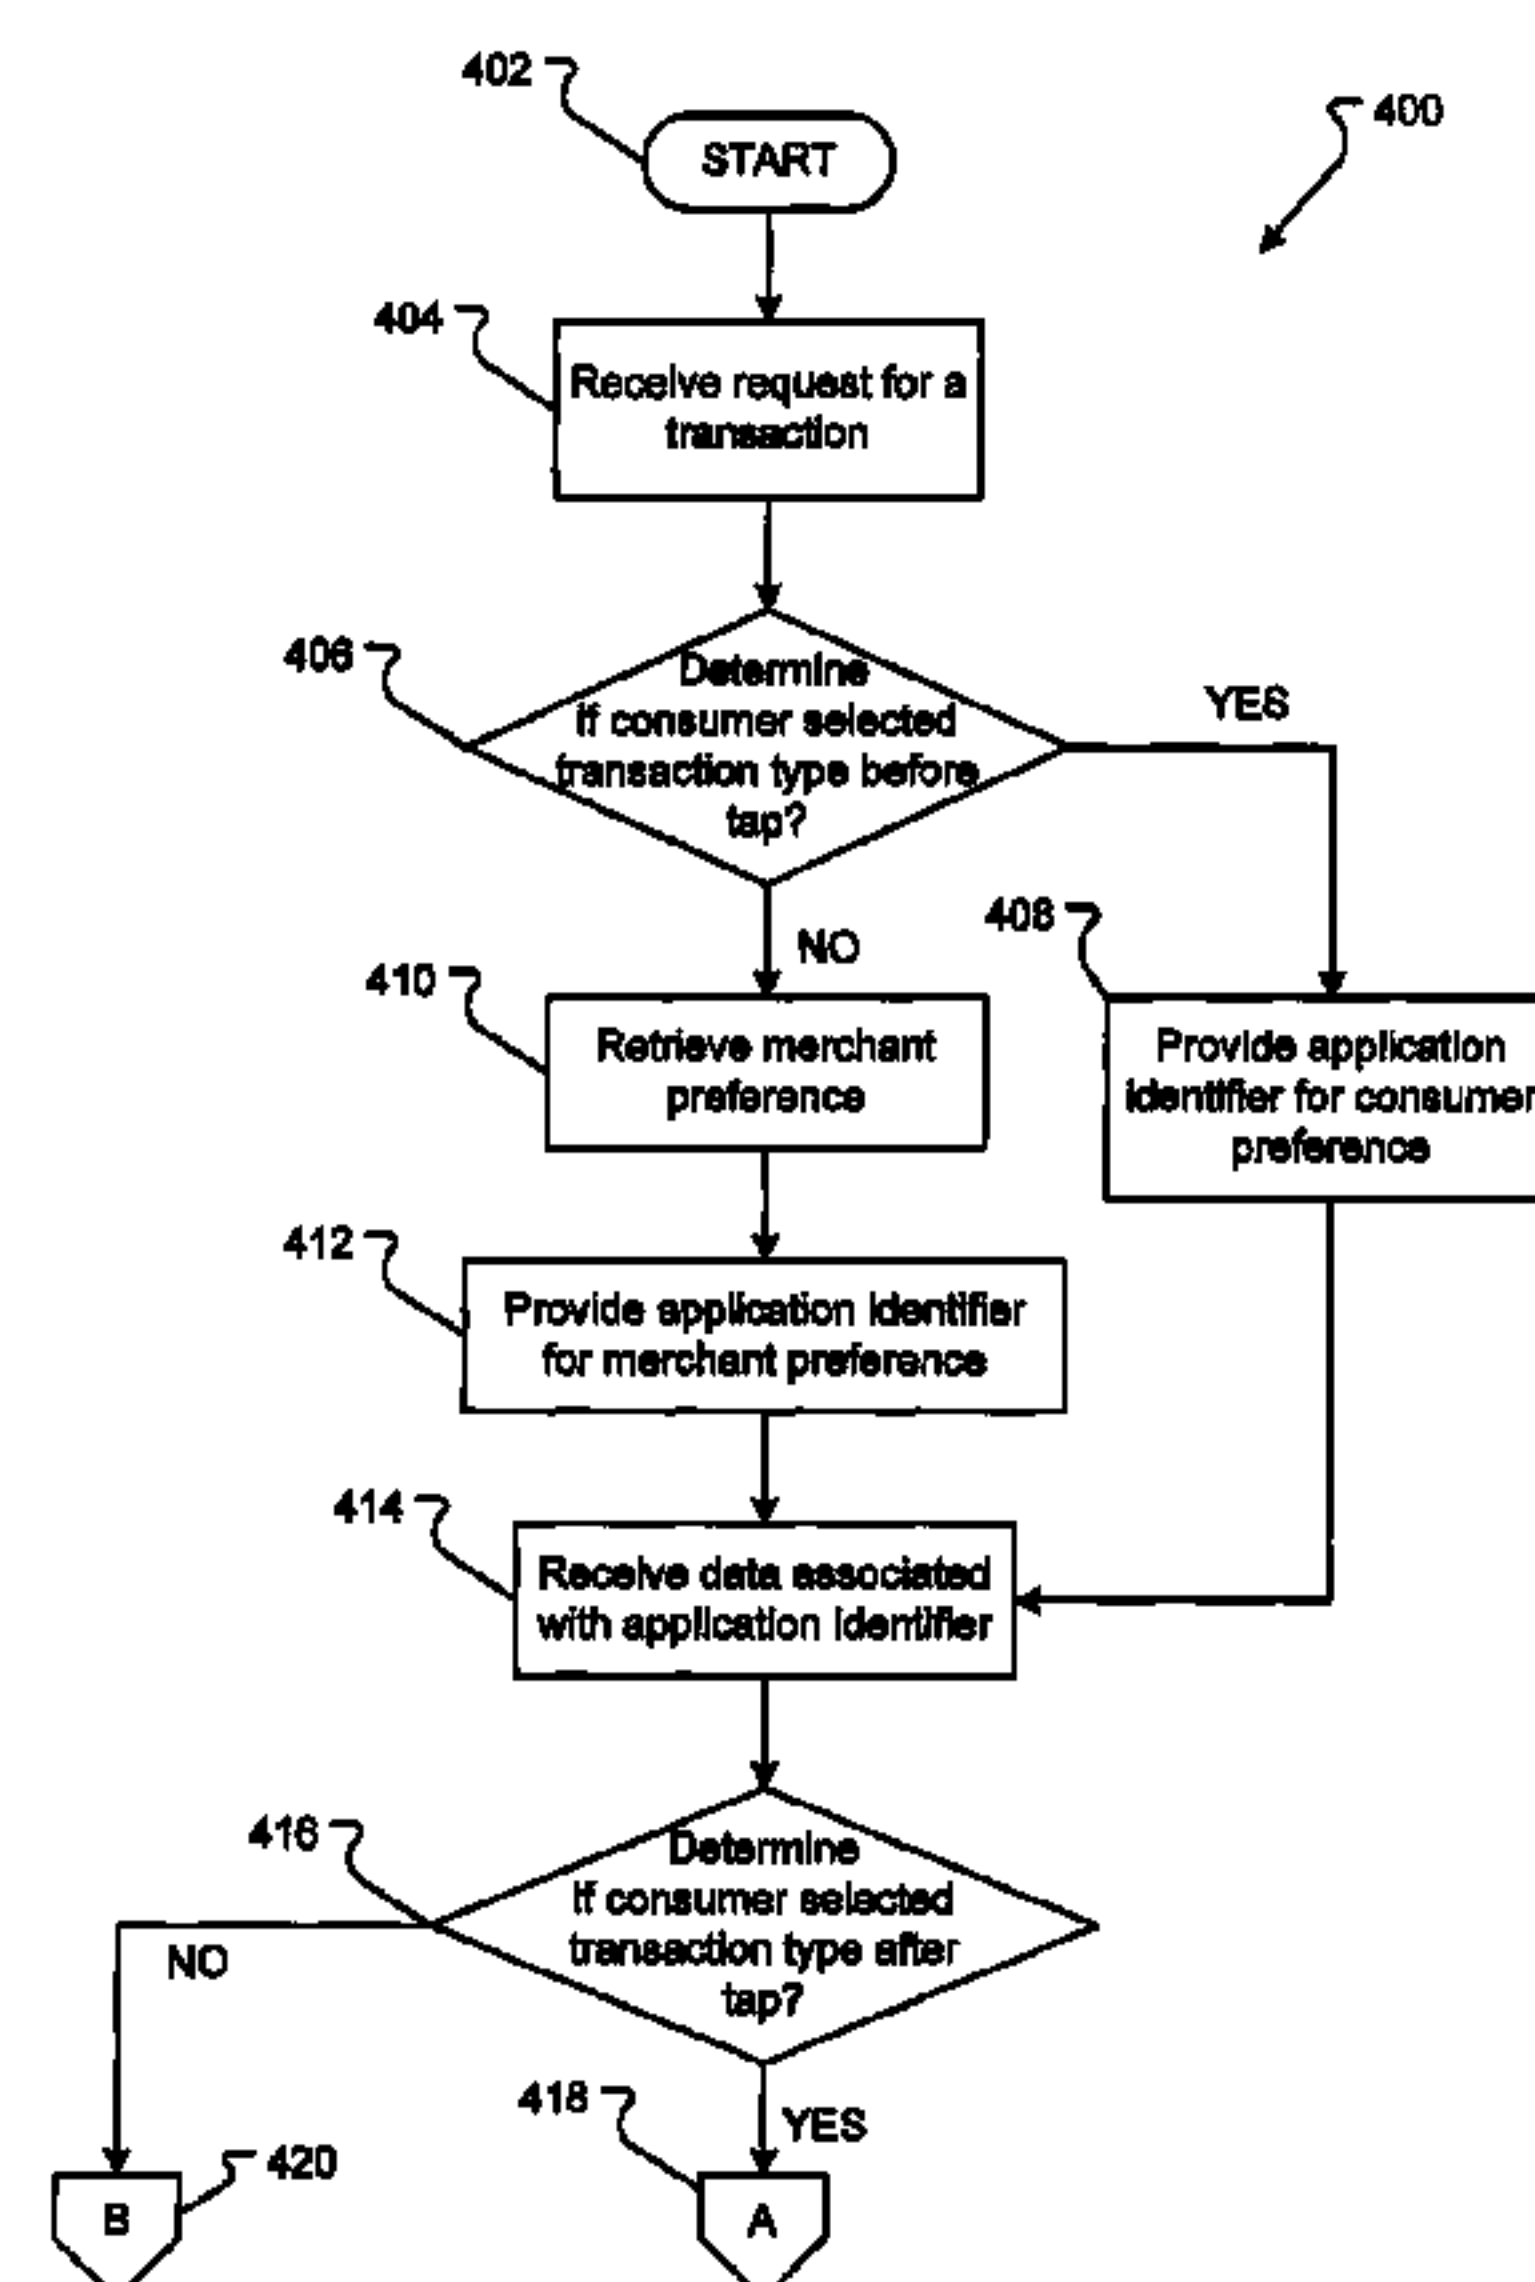 402
START
400
404
Receive request for a
transaction
406
Determine
if consumer selected
transaction type before
tap?
YES
NO
408
410
Retrieve merchant
preference
Provide application
identifier for consumer
preference
412
Provide application identifier
for merchant preference
414
Receive data associated
with application identifier
416
Determine
if consumer selected
transaction type after
tap?
NO
418
YES
420
B
A